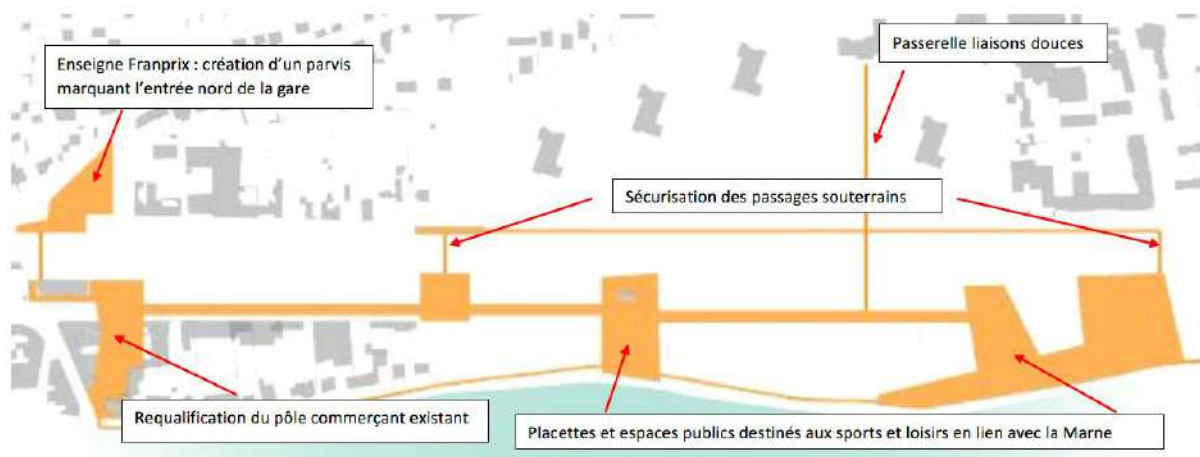 Enseigne Franprix : création d’un parvis
marquant l’entrée nord de la gare
Passerelle liaisons douces
Sécurisation des passages souterrains
Requalification du pôle commerçant existant
Placettes et espaces publics destinés aux sports et loisirs en lien avec la Marne